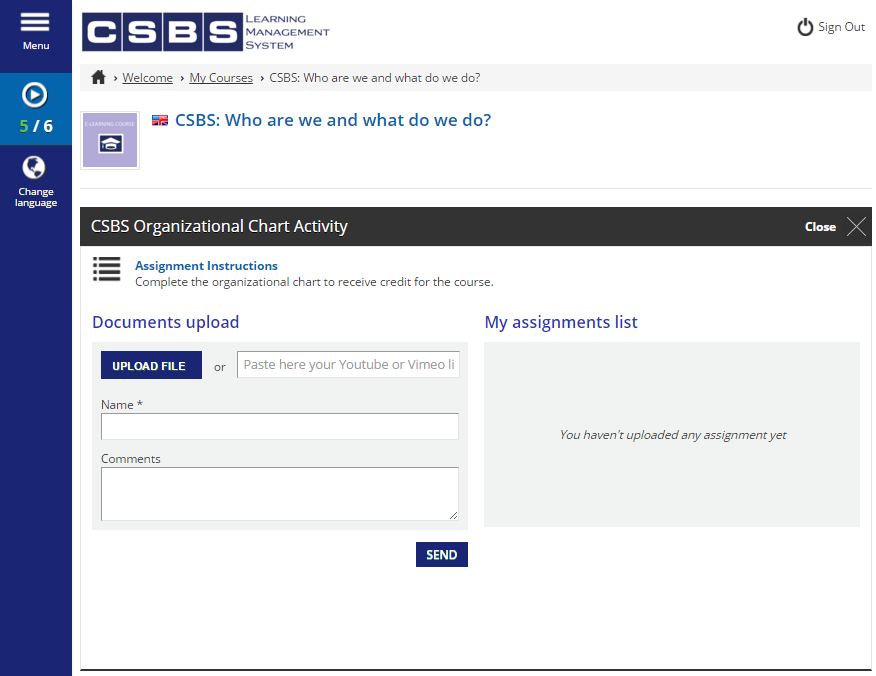 Menu
5 / 6
Change
language
CSBS
LEARNING
MANAGEMENT
SYSTEM
Sign Out
› Welcome › My Courses › CSBS: Who are we and what do we do?
E-LEARNING COURSE
CSBS: Who are we and what do we do?
CSBS Organizational Chart Activity
Close
Assignment Instructions
Complete the organizational chart to receive credit for the course.
Documents upload
UPLOAD FILE or Paste here your Youtube or Vimeo li
Name *
Comments
SEND
My assignments list
You haven't uploaded any assignment yet